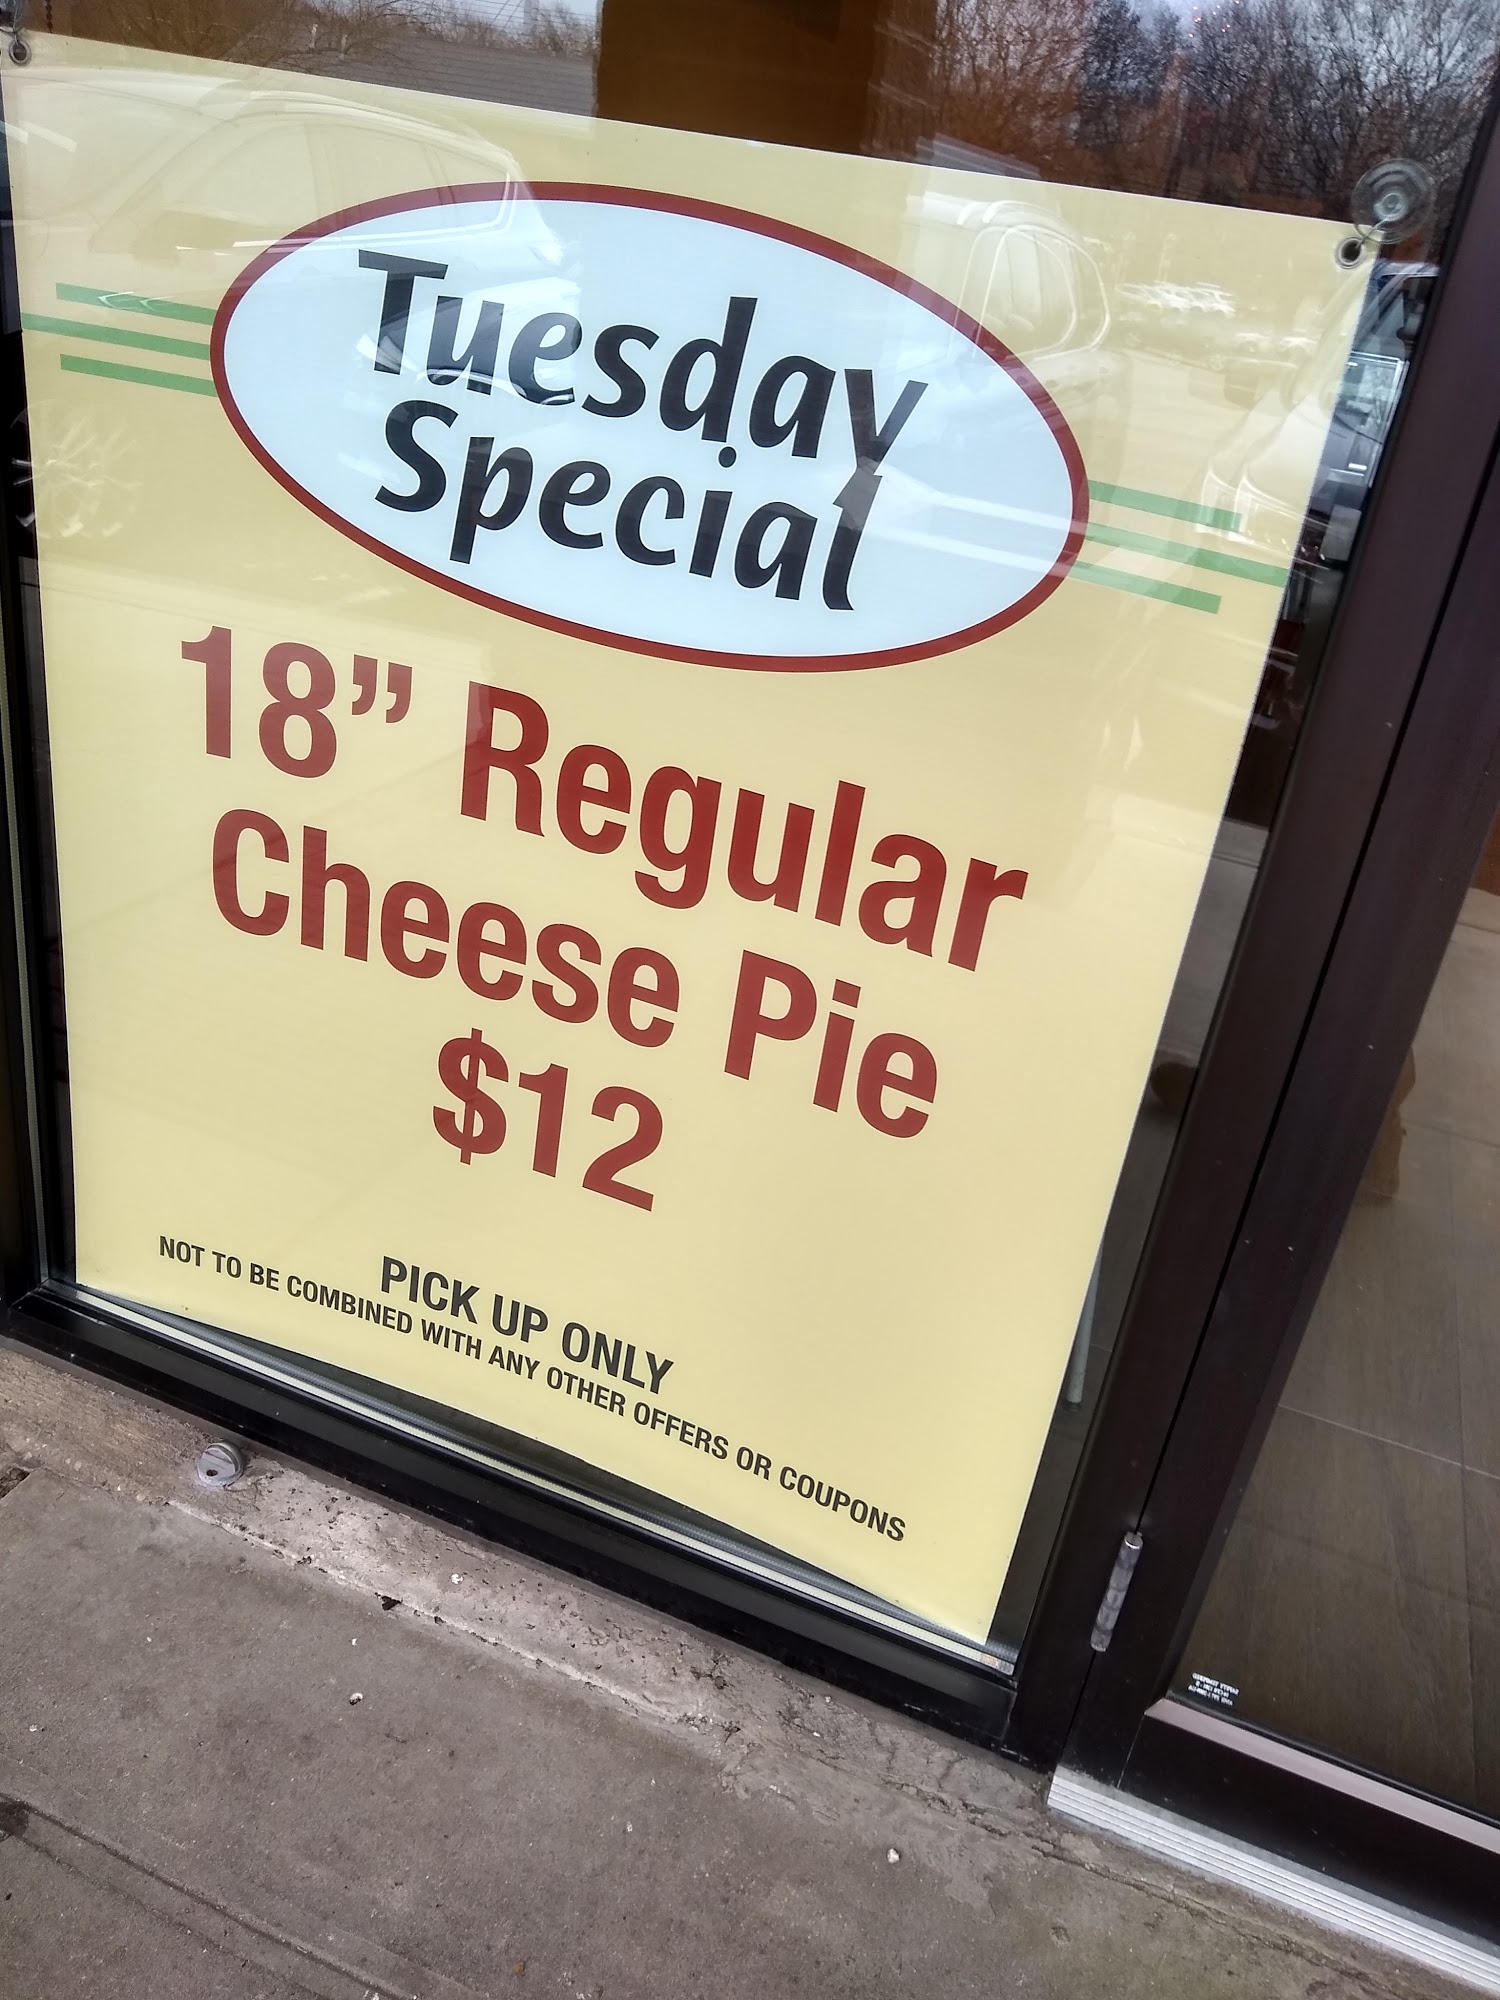 Tuesday
Special
18” Regular
Cheese Pie
$12
PICK UP ONLY
NOT TO BE COMBINED WITH ANY OTHER OFFERS OR COUPONS